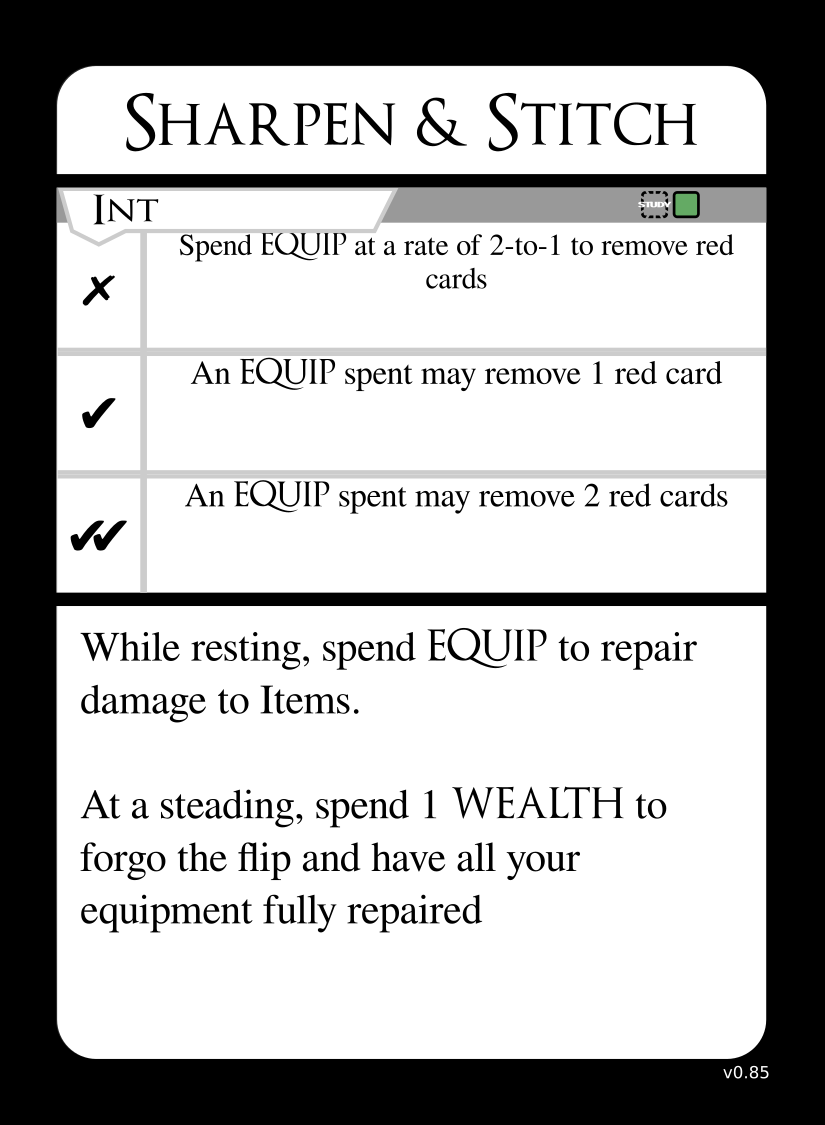 SHARPEN & STITCH
INT
STUDY
Spend EQUIP at a rate of 2-to-1 to remove red
cards
✗
An EQUIP spent may remove 1 red card
✔
An EQUIP spent may remove 2 red cards
✔✔
While resting, spend EQUIP to repair
damage to Items.
At a steading, spend 1 WEALTH to
forgo the flip and have all your
equipment fully repaired
v0.85